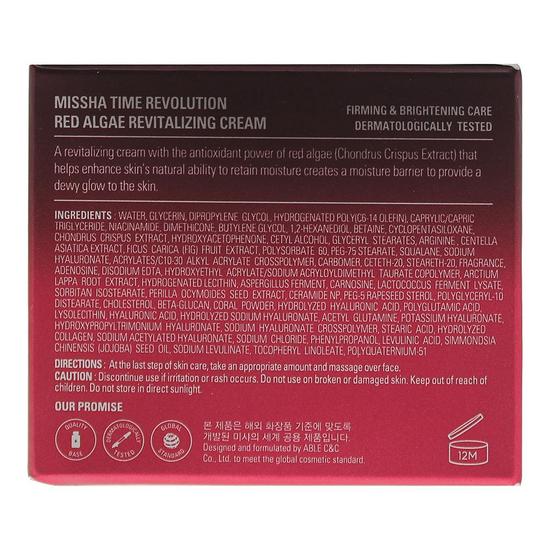 MISSHA TIME REVOLUTION
RED ALGAE REVITALIZING CREAM
FIRMING & BRIGHTENING CARE
DERMATOLOGICALLY TESTED
A revitalizing cream with the antioxidant power of red algae (Chondrus Crispus Extract) that
helps enhance skin's natural ability to retain moisture creates a moisture barrier to provide a
dewy glow to the skin.
INGREDIENTS : WATER, GLYCERIN, DIPROPYLENE GLYCOL, HYDROGENATED POLY(C6-14 OLEFIN), CAPRYLIC/CAPRIC
TRIGLYCERIDE, NIACINAMIDE, DIMETHICONE, BUTYLENE GLYCOL, 1,2-HEXANEDIOL, BETAINE, CYCLOPENTASILOXANE,
CHONDRUS CRISPUS EXTRACT, HYDROXYACETOPHENONE, CETYL ALCOHOL, GLYCERYL STEARATES, ARGININE, CENTELLA
ASIATICA EXTRACT, FICUS CARICA (FIG) FRUIT EXTRACT, POLYSORBATE 60, PEG-75 STEARATE, SQUALANE, SODIUM
HYALURONATE, ACRYLATES/C10-30 ALKYL ACRYLATE CROSSPOLYMER, CARBOMER, CETETH-20, STEARETH-20, FRAGRANCE,
ADENOSINE, DISODIUM EDTA, HYDROXYETHYL ACRYLATE/SODIUM ACRYLOYLDIMETHYL TAURATE COPOLYMER, ARCTIUM
LAPPA ROOT EXTRACT, HYDROGENATED LECITHIN, ASPERGILLUS FERMENT, CARNOSINE, LACTOCOCCUS FERMENT LYSATE,
SORBITAN ISOSTEARATE, PERILLA OCYMOIDES SEED EXTRACT, CERAMIDE NP, PEG-5 RAPESEED STEROL, POLYGLYCERYL-10
DISTEARATE, CHOLESTEROL, BETA-GLUCAN, CORAL POWDER, HYDROLYZED HYALURONIC ACID, POLYGLUTAMIC ACID,
LYSOLECITHIN, HYALURONIC ACID, HYDROLYZED SODIUM HYALURONATE, ACETYL GLUTAMINE, POTASSIUM HYALURONATE,
HYDROXYPROPYLTRIMONIUM HYALURONATE, SODIUM HYALURONATE CROSSPOLYMER, STEARIC ACID, HYDROLYZED
COLLAGEN, SODIUM ACETYLATED HYALURONATE, SODIUM CHLORIDE, PHENYLPROPANOL, LEVULINIC ACID, SIMMONDSIA
CHINENSIS (JOJOBA) SEED OIL, SODIUM LEVULINATE, TOCOPHERYL LINOLEATE, POLYQUATERNIUM-51
DIRECTIONS : At the last step of skin care, take an appropriate amount and massage over face.
CAUTION : Discontinue use if irritation or rash occurs. Do not use on broken or damaged skin. Keep out of reach of
children. Do not store in direct sunlight.
OUR PROMISE
QUALITY
BASE
DERMATOLOGICALLY
TESTED
GLOBAL
STANDARD
본 제품은 해외 화장품 기준에 맞도록
개발된 미샤의 세계 공용 제품입니다.
Designed and formulated by ABLE C&C
Co., Ltd. to meet the global cosmetic standard.
12M